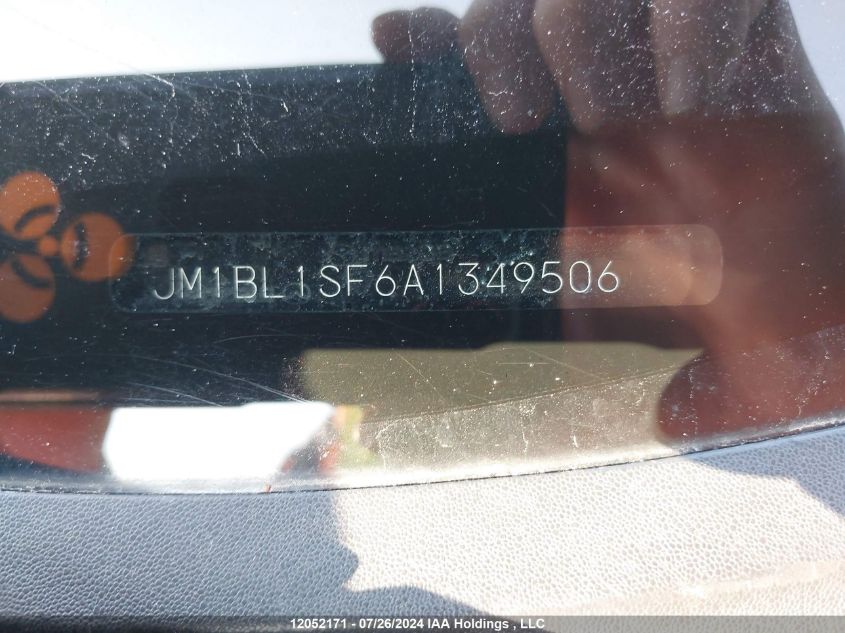 JM1BL1SF6A1349506
12052171 - 07/26/2024 IAA Holdings , LLC